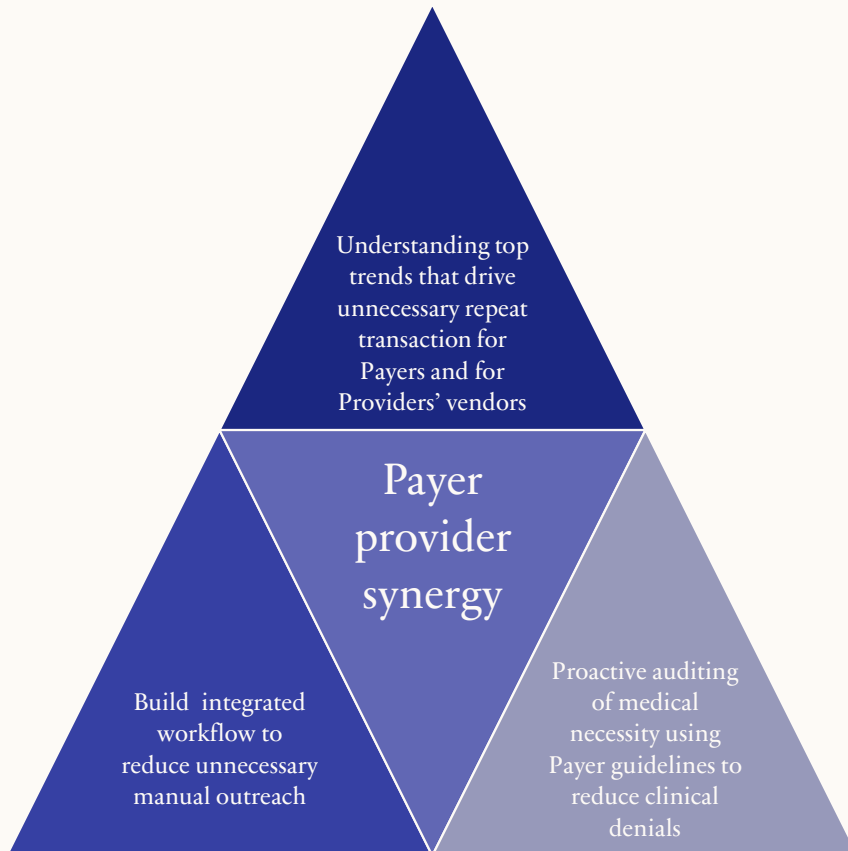 Understanding top
trends that drive
unnecessary repeat
transaction for
Payers and for
Providers’ vendors
Payer
provider
synergy
Build  integrated
workflow to
reduce unnecessary
manual outreach
Proactive auditing
of medical
necessity using
Payer guidelines to
reduce clinical
denials